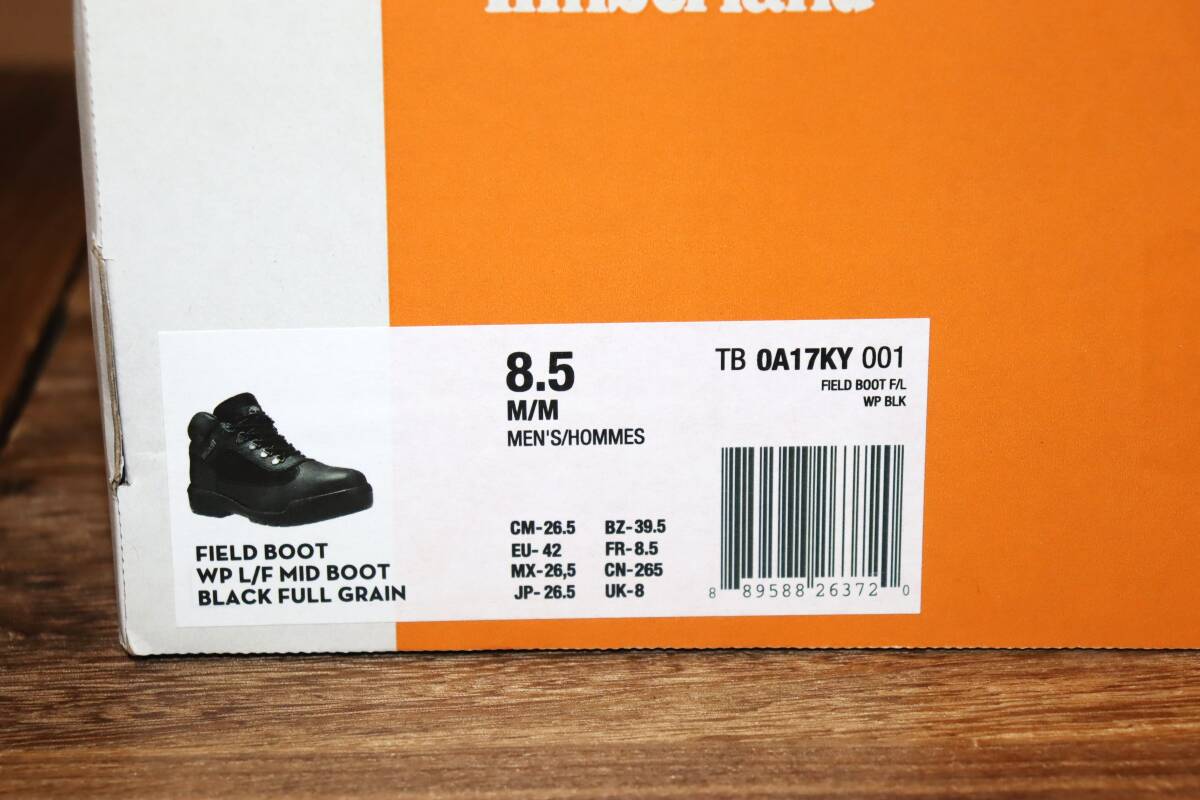 Timberland
8.5
M/M
MEN'S/HOMMES
TB 0A17KY 001
FIELD BOOT F/L
WP BLK
FIELD BOOT
WP L/F MID BOOT
BLACK FULL GRAIN
CM-26.5 BZ-39.5
EU-42 FR-8.5
MX-26,5 CN-265
JP-26.5 UK-8
8 89588 26372 0